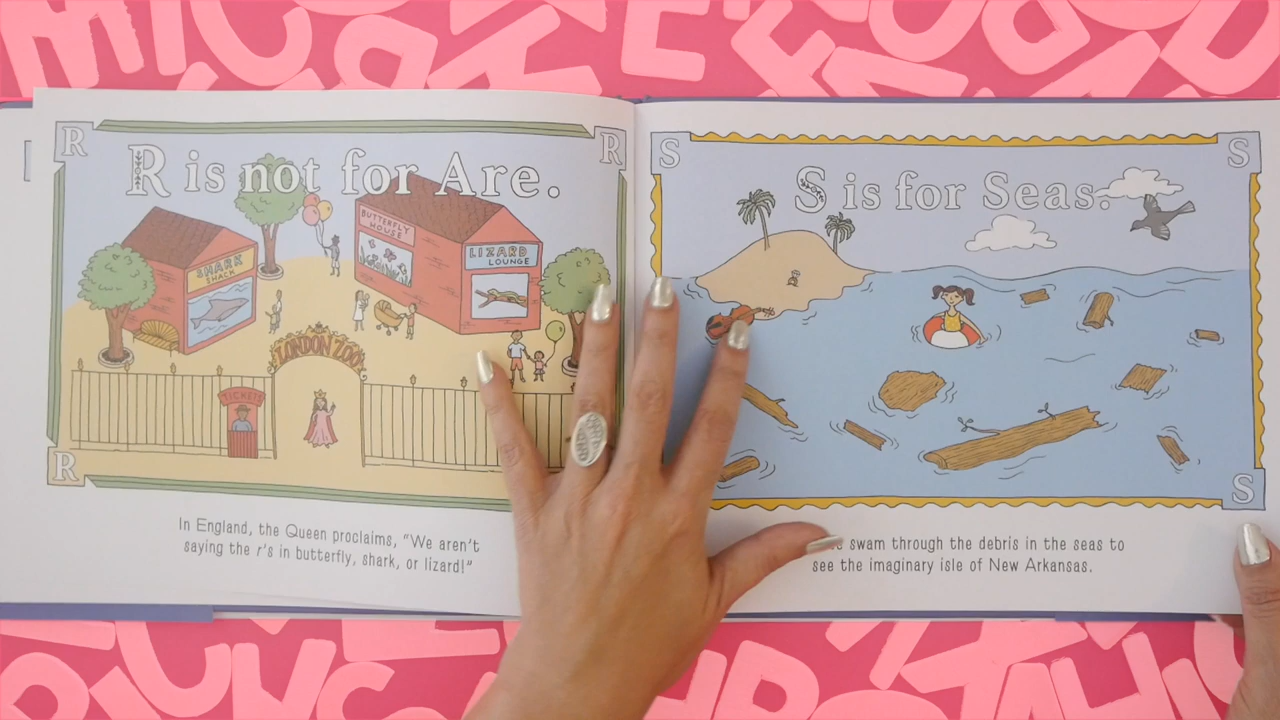 R
R
R is not for Are.
BUTTERFLY
HOUSE
LIZARD
LOUNGE
SHARK
SHACK
LONDON ZOO
TICKETS
R
In England, the Queen proclaims, “We aren't
saying the r's in butterfly, shark, or lizard!”
S
S
S is for Seas.
S
swam through the debris in the seas to
see the imaginary isle of New Arkansas.